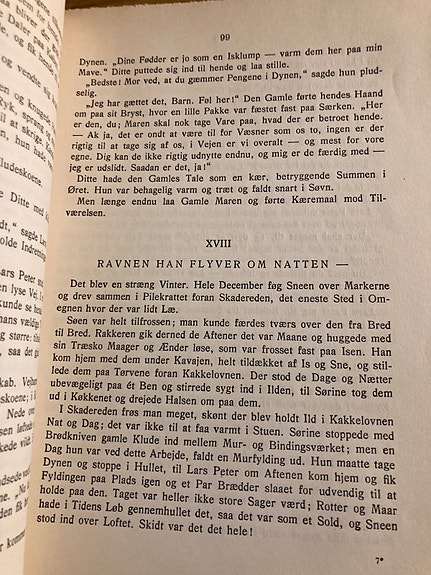 99
Dynen. „Dine Fødder er jo som en Isklump — varm dem her paa min
Mave.“ Ditte puttede sig ind til hende og laa stille.
„Bedste! Mor ved, at du gæmmer Pengene i Dynen,“ sagde hun plud-
selig.
„Jeg har gættet det, Barn. Føl her!“ Den Gamle førte hendes Haand
om paa sit Bryst, hvor en lille Pakke var fæstet fast paa Særken. „Her
er den, du; Maren skal nok tage Vare paa, hvad der er betroet hende.
— Ak ja, det er ondt at være til for Væsner som os to, ingen er der
rigtig til at tage sig af os, i Vejen er vi overalt — og mest for vore
egne. Dig kan de ikke rigtig udnytte endnu, og mig er de færdig med —
jeg er udslidt. Saadan er det, ja!“
Ditte hød den Gamles Tale som en kær, betryggende Summen i
Øret. Hun var behagelig varm og træt og faldt snart i Søvn.
Men længe endnu laa Gamle Maren og førte Kæremaal mod Til-
værelsen.
XVIII
RAVNEN HAN FLYVER OM NATTEN —
Det blev en stræng Vinter. Hele December føg Sneen over Markerne
og drev sammen i Pilekrattet foran Skadereden, det eneste Sted i Om-
egnen hvor der var lidt Læ.
Søen var helt tilfrossen; man kunde færdes tværs over den fra Bred
til Bred. Rakkeren gik derned de Aftener det var Maane og huggede med
sin Træsko Maager og Ænder løse, som var frosset fast paa Isen. Han
kom hjem med dem under Kavajen, helt tildækket af Is og Sne, og stil-
lede dem paa Tørvene foran Kakkelovnen. Der stod de Dage og Nætter
ubevægeligt paa ét Ben og stirrede sygt ind i Ilden, til Sørine tog dem
ud i Køkkenet og drejede Halsen om paa dem.
I Skadereden frøs man meget, skønt der blev holdt Ild i Kakkelovnen
Nat og Dag; det var ikke til at faa varmt i Stuen. Sørine stoppede med
Brødkniven gamle Klude ind mellem Mur- og Bindingsværket; men en
Dag hun var ved dette Arbejde, faldt en Murfylding ud. Hun maatte tage
Dynen og stoppe i Hullet, til Lars Peter om Aftenen kom hjem og fik
Fyldingen paa Plads igen og et Par Brædder slaaet for udvendig til at
holde paa den. Taget var heller ikke store Sager værd; Rotter og Maar
hade i Tidens Løb gennemhullet det, saa det var som et Sold, og Sneen
stod ind over Loftet. Skidt var det det hele!
7*